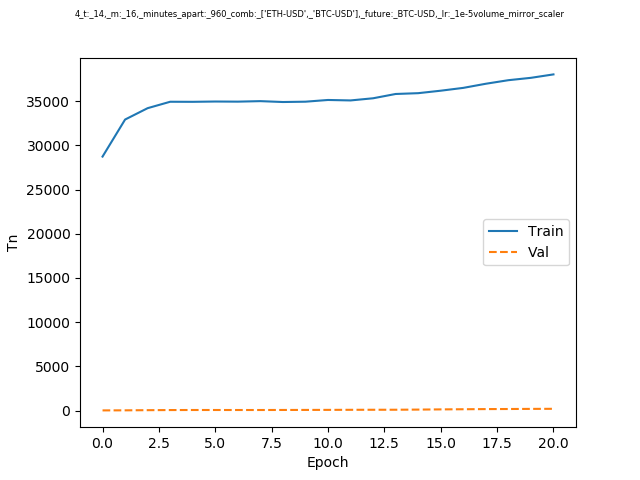 4_t:_14,_m:_16,_minutes_apart:_960_comb:_['ETH-USD',_'BTC-USD'],_future:_BTC-USD,_lr:_1e-5volume_mirror_scaler
35000
30000
25000
20000
15000
10000
5000
0
Tn
Train
Val
0.0 2.5 5.0 7.5 10.0 12.5 15.0 17.5 20.0
Epoch